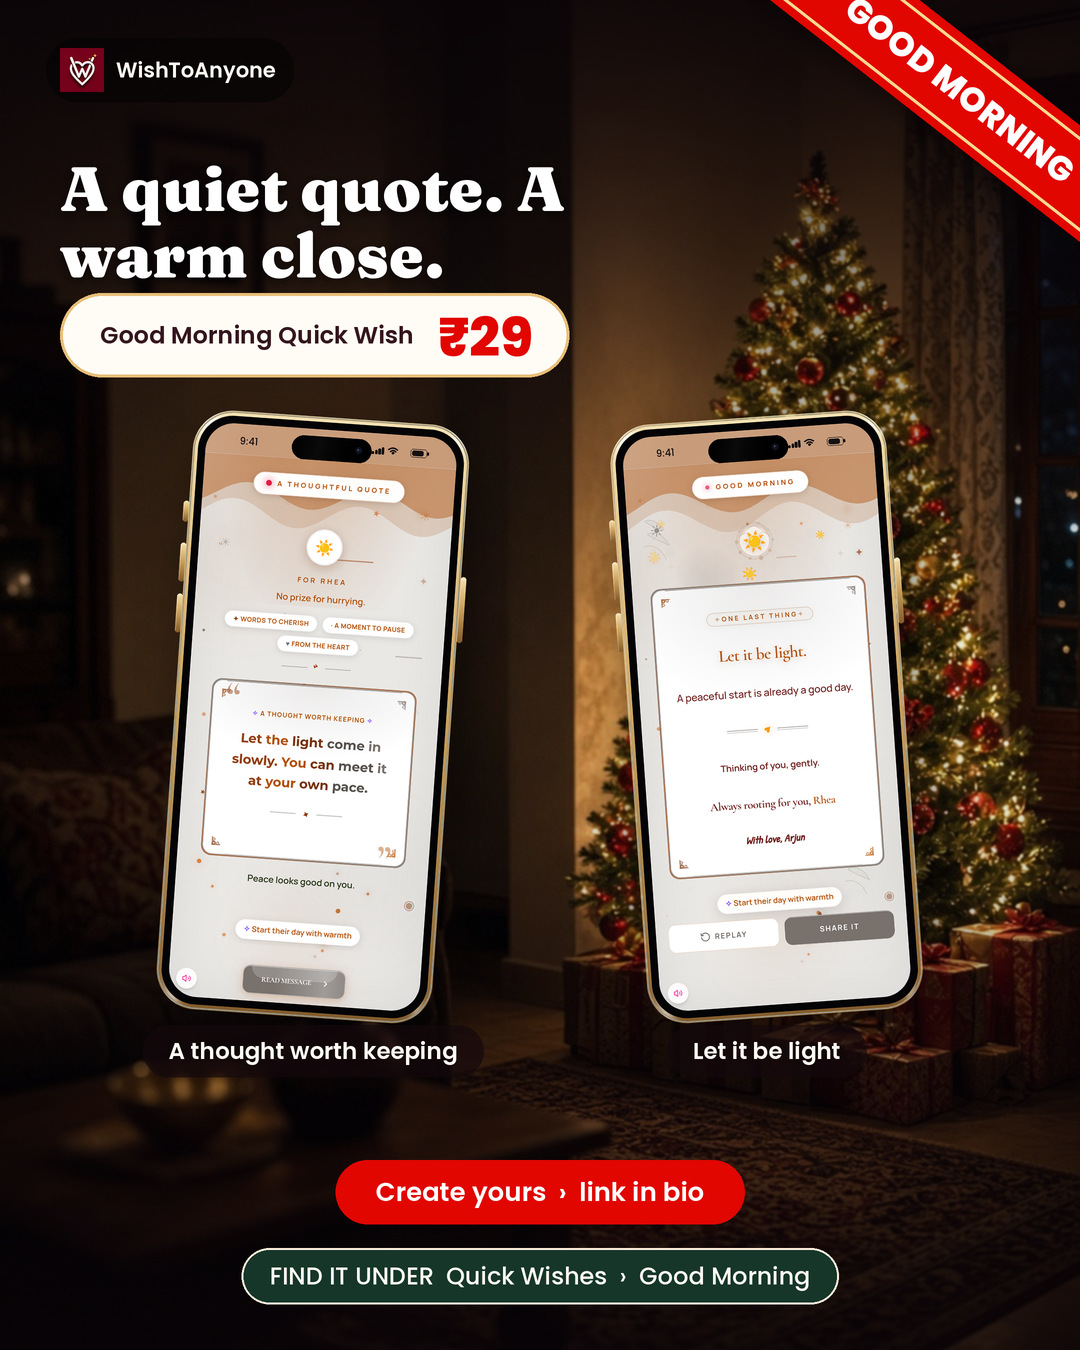 WishToAnyone
GOOD MORNING
A quiet quote. A
warm close.
Good Morning Quick Wish ₹29
9:41
A THOUGHTFUL QUOTE
FOR RHEA
No prize for hurrying.
WORDS TO CHERISH
A MOMENT TO PAUSE
FROM THE HEART
A THOUGHT WORTH KEEPING
Let the light come in
slowly. You can meet it
at your own pace.
Peace looks good on you.
Start their day with warmth
READ MESSAGE ›
A thought worth keeping
9:41
GOOD MORNING
ONE LAST THING
Let it be light.
A peaceful start is already a good day.
Thinking of you, gently.
Always rooting for you, Rhea
With love, Arjun
Start their day with warmth
REPLAY
SHARE IT
Let it be light
Create yours › link in bio
FIND IT UNDER Quick Wishes › Good Morning